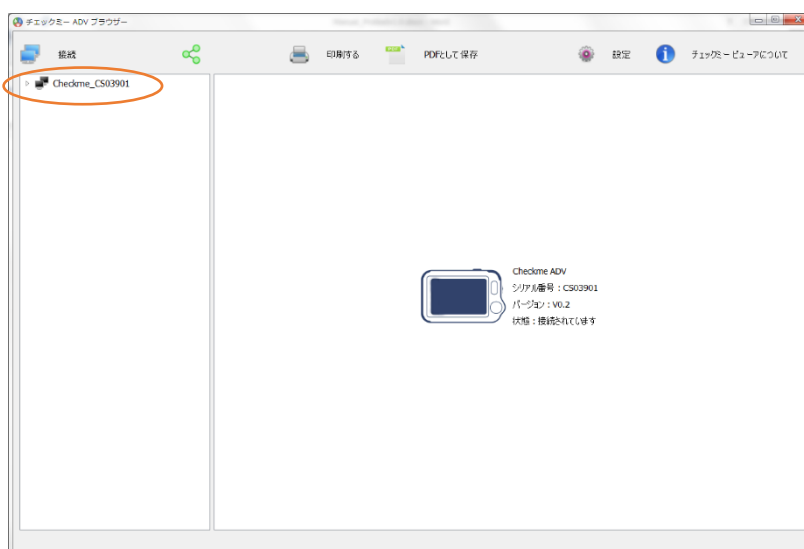 チェックミー ADV ブラウザー
接続
印刷する
PDFとして保存
設定
チェックミービューアについて
Checkme_CS03901
Checkme ADV
シリアル番号：CS03901
バージョン：V0.2
状態：接続されています